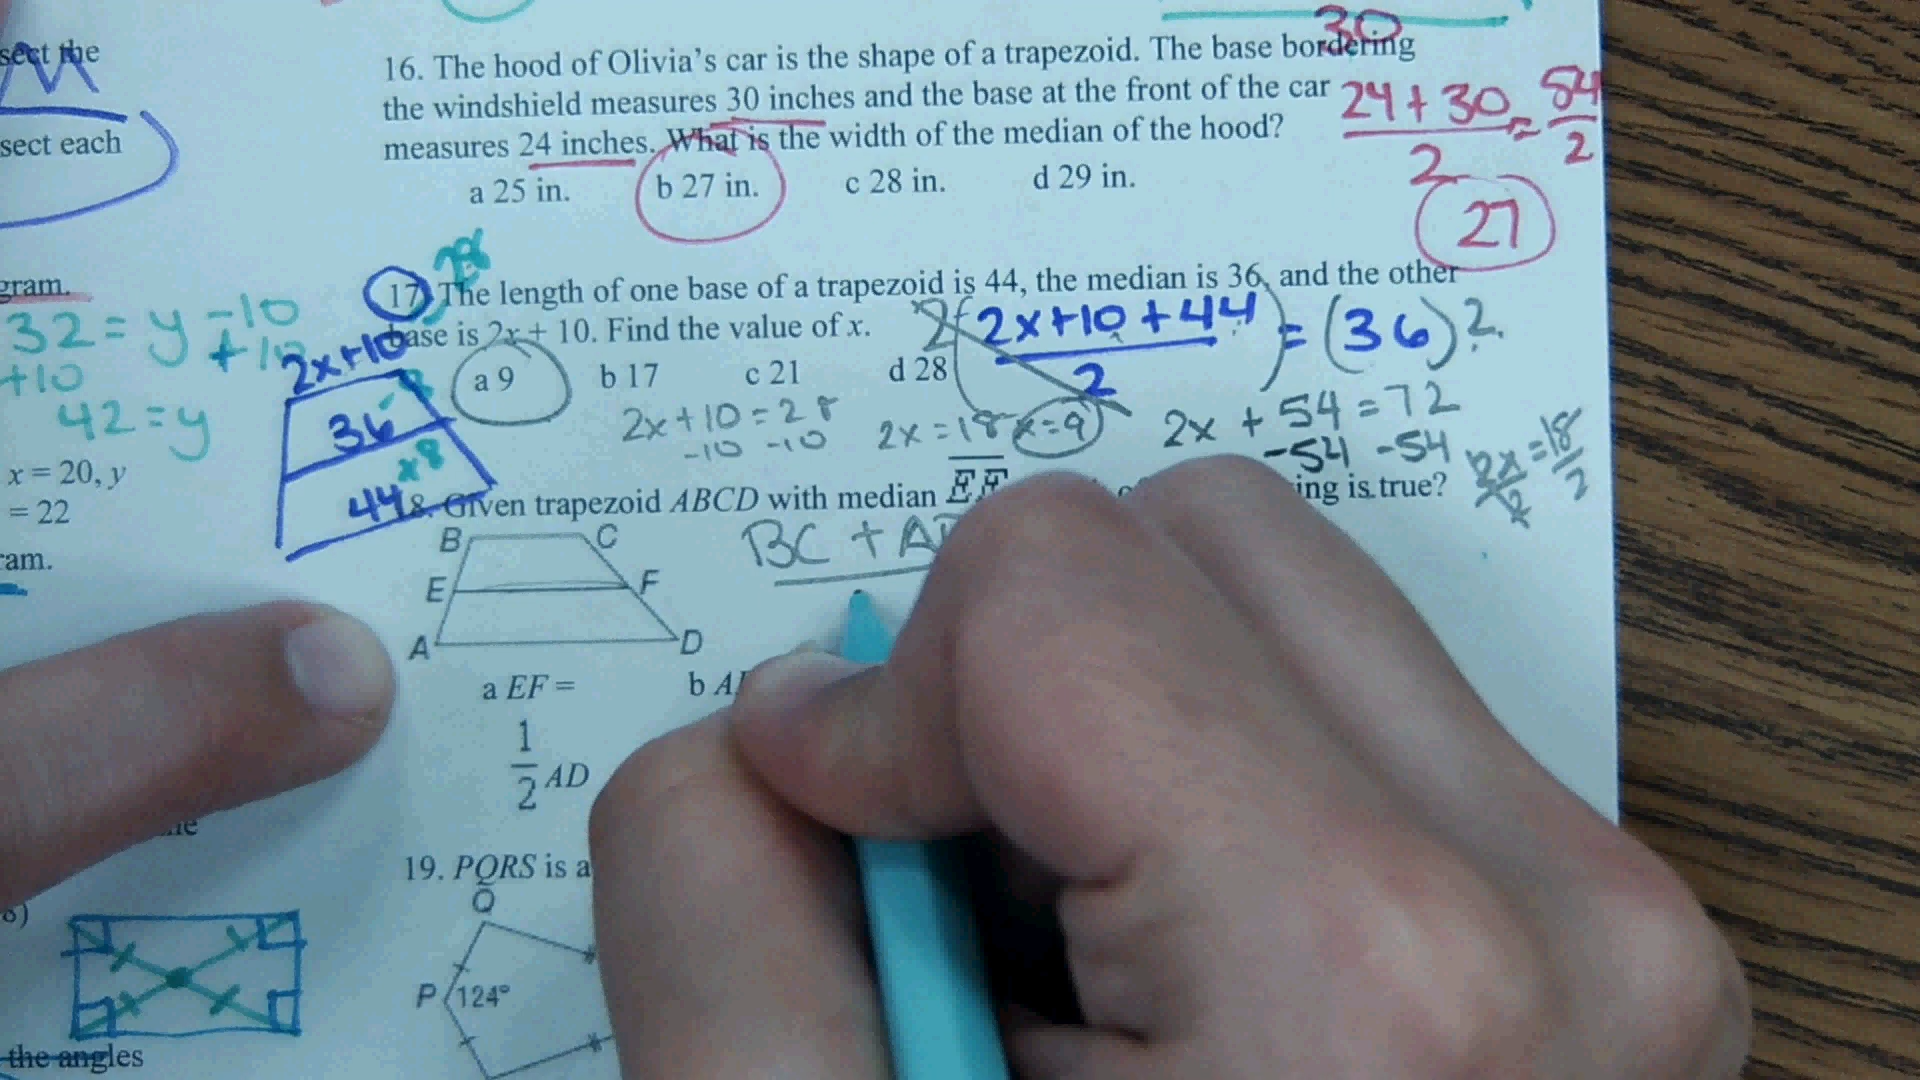 sect the
sect each
gram.
32 = y - 10
+10 +10
42 = y
x = 20, y
= 22
am.
the angles
30
16. The hood of Olivia's car is the shape of a trapezoid. The base bordering
the windshield measures 30 inches and the base at the front of the car
measures 24 inches. What is the width of the median of the hood?
a 25 in. b 27 in. c 28 in. d 29 in.
24 + 30 = 54
2 2
27
28
17. The length of one base of a trapezoid is 44, the median is 36, and the other
base is 2x + 10. Find the value of x.
a 9 b 17 c 21 d 28
2x+10
36
x 8
44
2 ( 2x+10 + 44 ) = (36) 2
2
2x+10 = 28
-10 -10
2x = 18 x = 9
2x + 54 = 72
-54 -54
2x = 18
2 2
18. Given trapezoid ABCD with median EF
ing is true?
BC + AD
B C
E F
A D
a EF =
1
2 AD
b A
19. PQRS is a
Q
P 124°